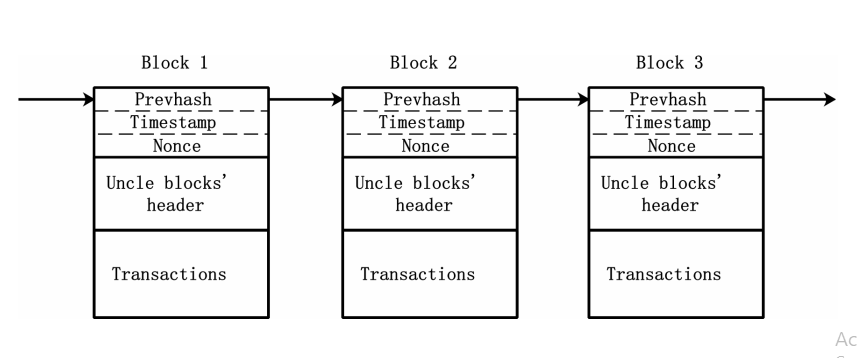 Block 1
Block 2
Block 3
Prevhash
Timestamp
Nonce
Uncle blocks'
header
Transactions
Prevhash
Timestamp
Nonce
Uncle blocks'
header
Transactions
Prevhash
Timestamp
Nonce
Uncle blocks'
header
Transactions